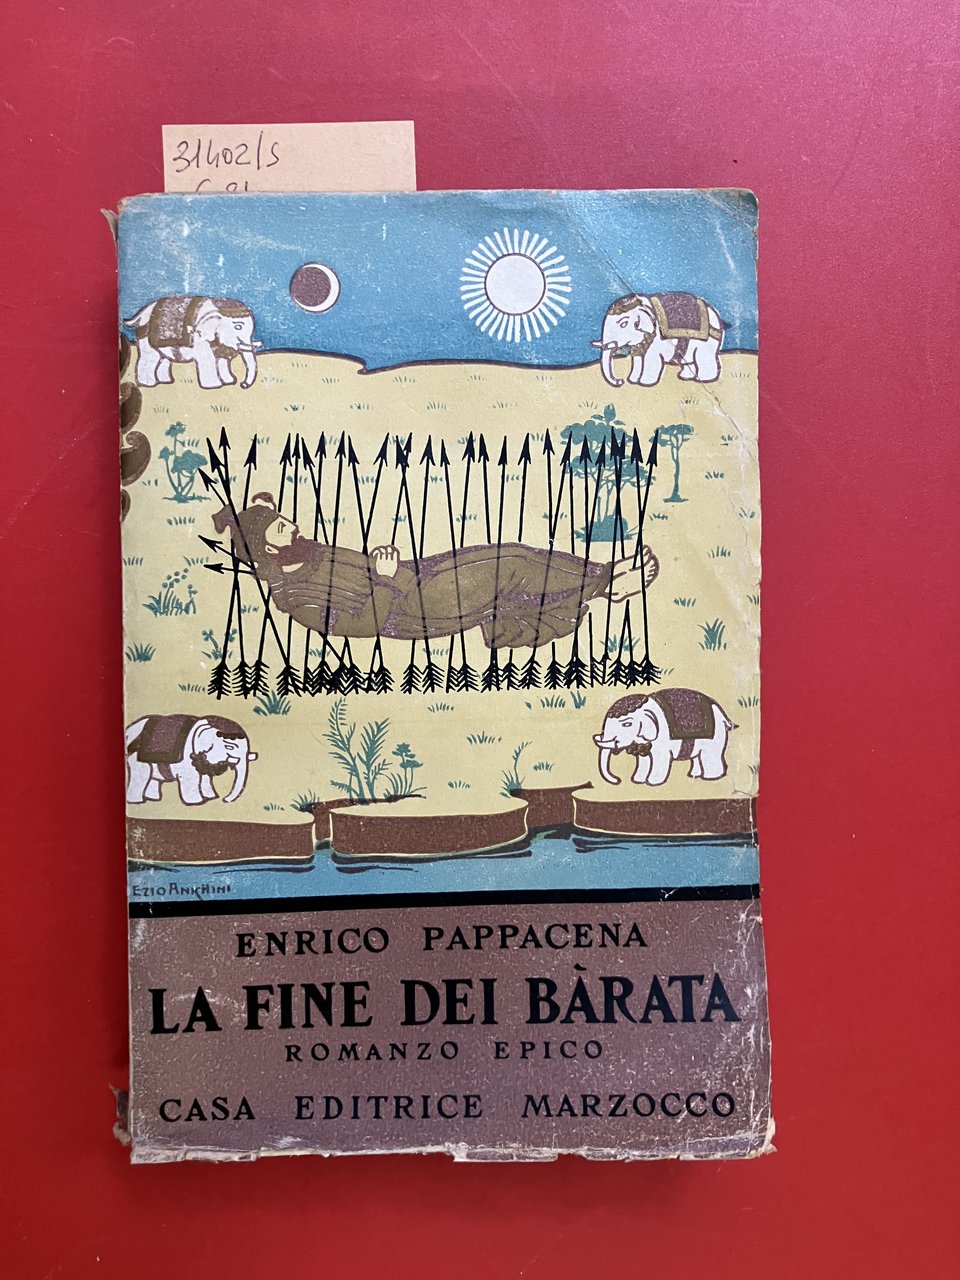 31402/S
EZIO ANICHINI
ENRICO PAPPACENA
LA FINE DEI BÀRATA
ROMANZO EPICO
CASA EDITRICE MARZOCCO